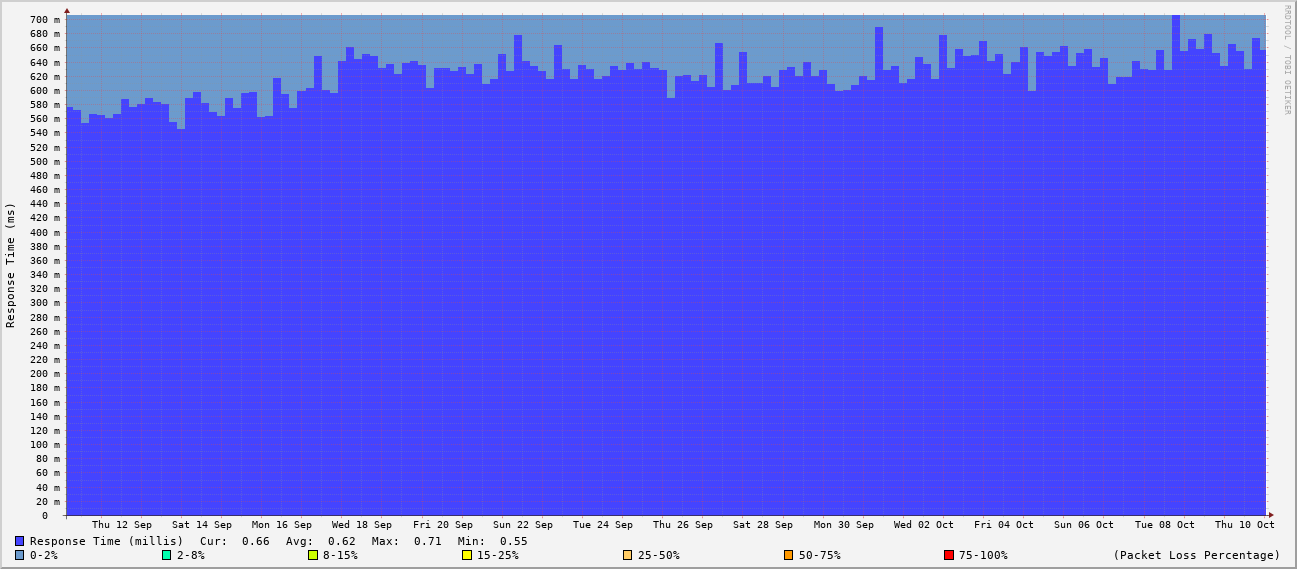 RRDTOOL / TOBI OETIKER
Response Time (ms)
700 m
680 m
660 m
640 m
620 m
600 m
580 m
560 m
540 m
520 m
500 m
480 m
460 m
440 m
420 m
400 m
380 m
360 m
340 m
320 m
300 m
280 m
260 m
240 m
220 m
200 m
180 m
160 m
140 m
120 m
100 m
80 m
60 m
40 m
20 m
0
Thu 12 Sep Sat 14 Sep Mon 16 Sep Wed 18 Sep Fri 20 Sep Sun 22 Sep Tue 24 Sep Thu 26 Sep Sat 28 Sep Mon 30 Sep Wed 02 Oct Fri 04 Oct Sun 06 Oct Tue 08 Oct Thu 10 Oct
Response Time (millis) Cur: 0.66 Avg: 0.62 Max: 0.71 Min: 0.55
0-2% 2-8% 8-15% 15-25% 25-50% 50-75% 75-100% (Packet Loss Percentage)